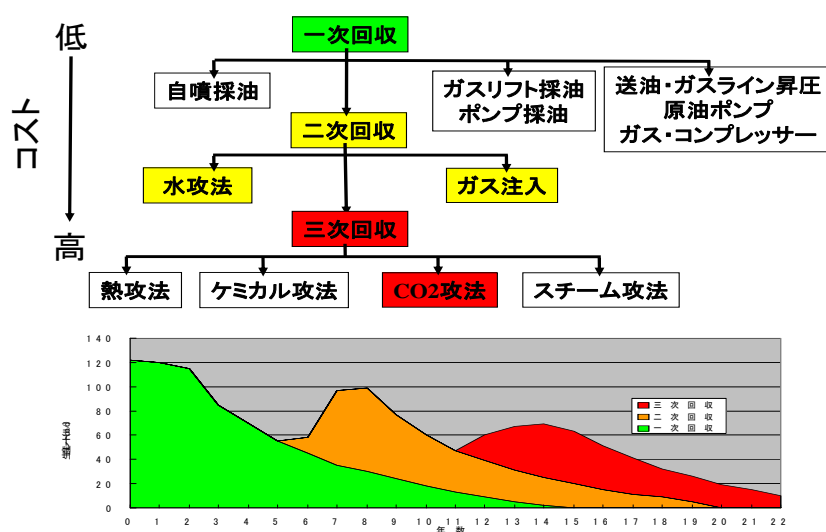 低
コスト
高
一次回収
自噴採油
ガスリフト採油
ポンプ採油
送油・ガスライン昇圧
原油ポンプ
ガス・コンプレッサー
二次回収
水攻法
ガス注入
三次回収
熱攻法
ケミカル攻法
CO2攻法
スチーム攻法
140
120
100
80
60
40
20
0
三次回収
二次回収
一次回収
0 1 2 3 4 5 6 7 8 9 10 11 12 13 14 15 16 17 18 19 20 21 22
年数